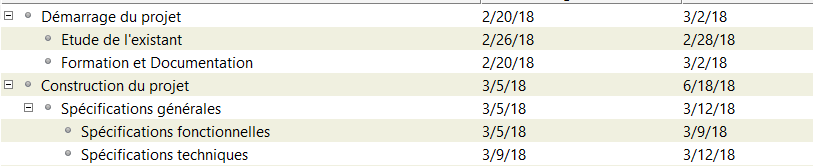 Démarrage du projet 2/20/18 3/2/18
Etude de l'existant 2/26/18 2/28/18
Formation et Documentation 2/20/18 3/2/18
Construction du projet 3/5/18 6/18/18
Spécifications générales 3/5/18 3/12/18
Spécifications fonctionnelles 3/5/18 3/9/18
Spécifications techniques 3/9/18 3/12/18